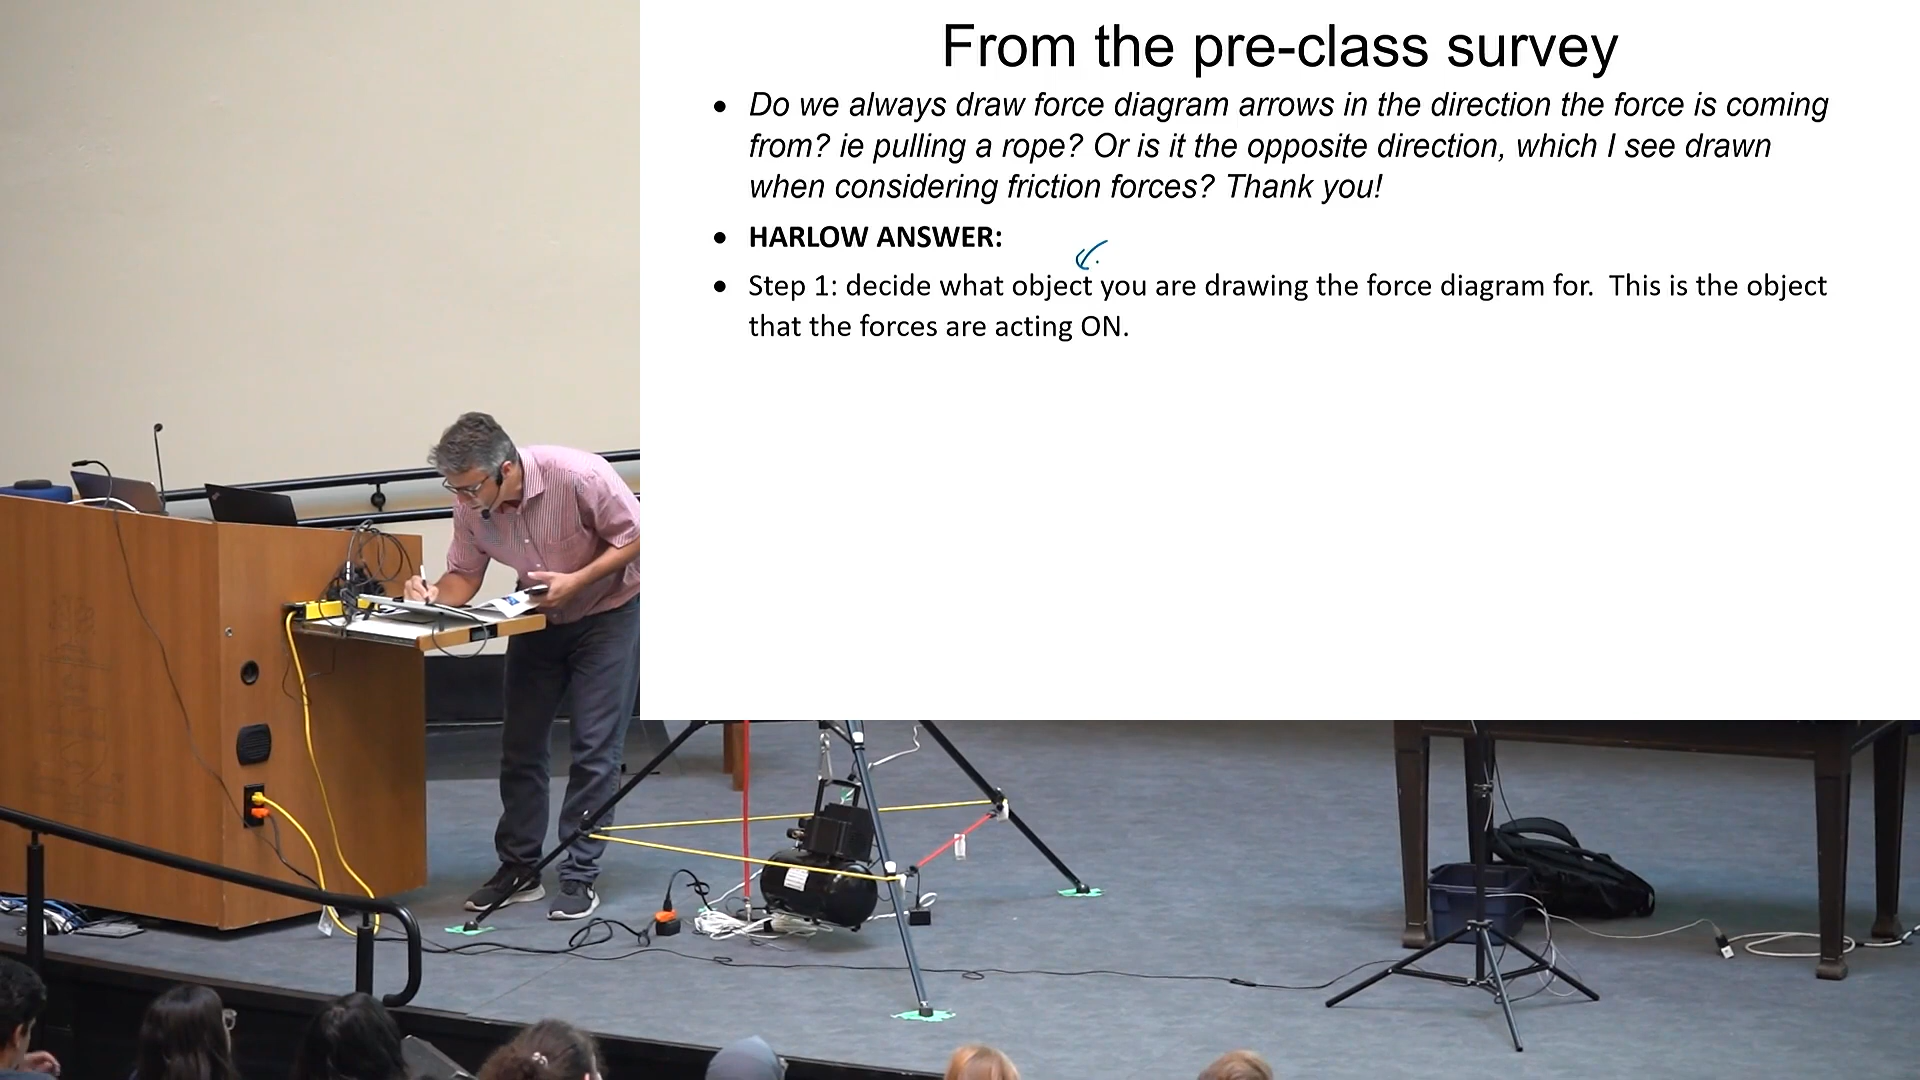 From the pre-class survey
• Do we always draw force diagram arrows in the direction the force is coming
from? ie pulling a rope? Or is it the opposite direction, which I see drawn
when considering friction forces? Thank you!
• HARLOW ANSWER:
• Step 1: decide what object you are drawing the force diagram for. This is the object
that the forces are acting ON.